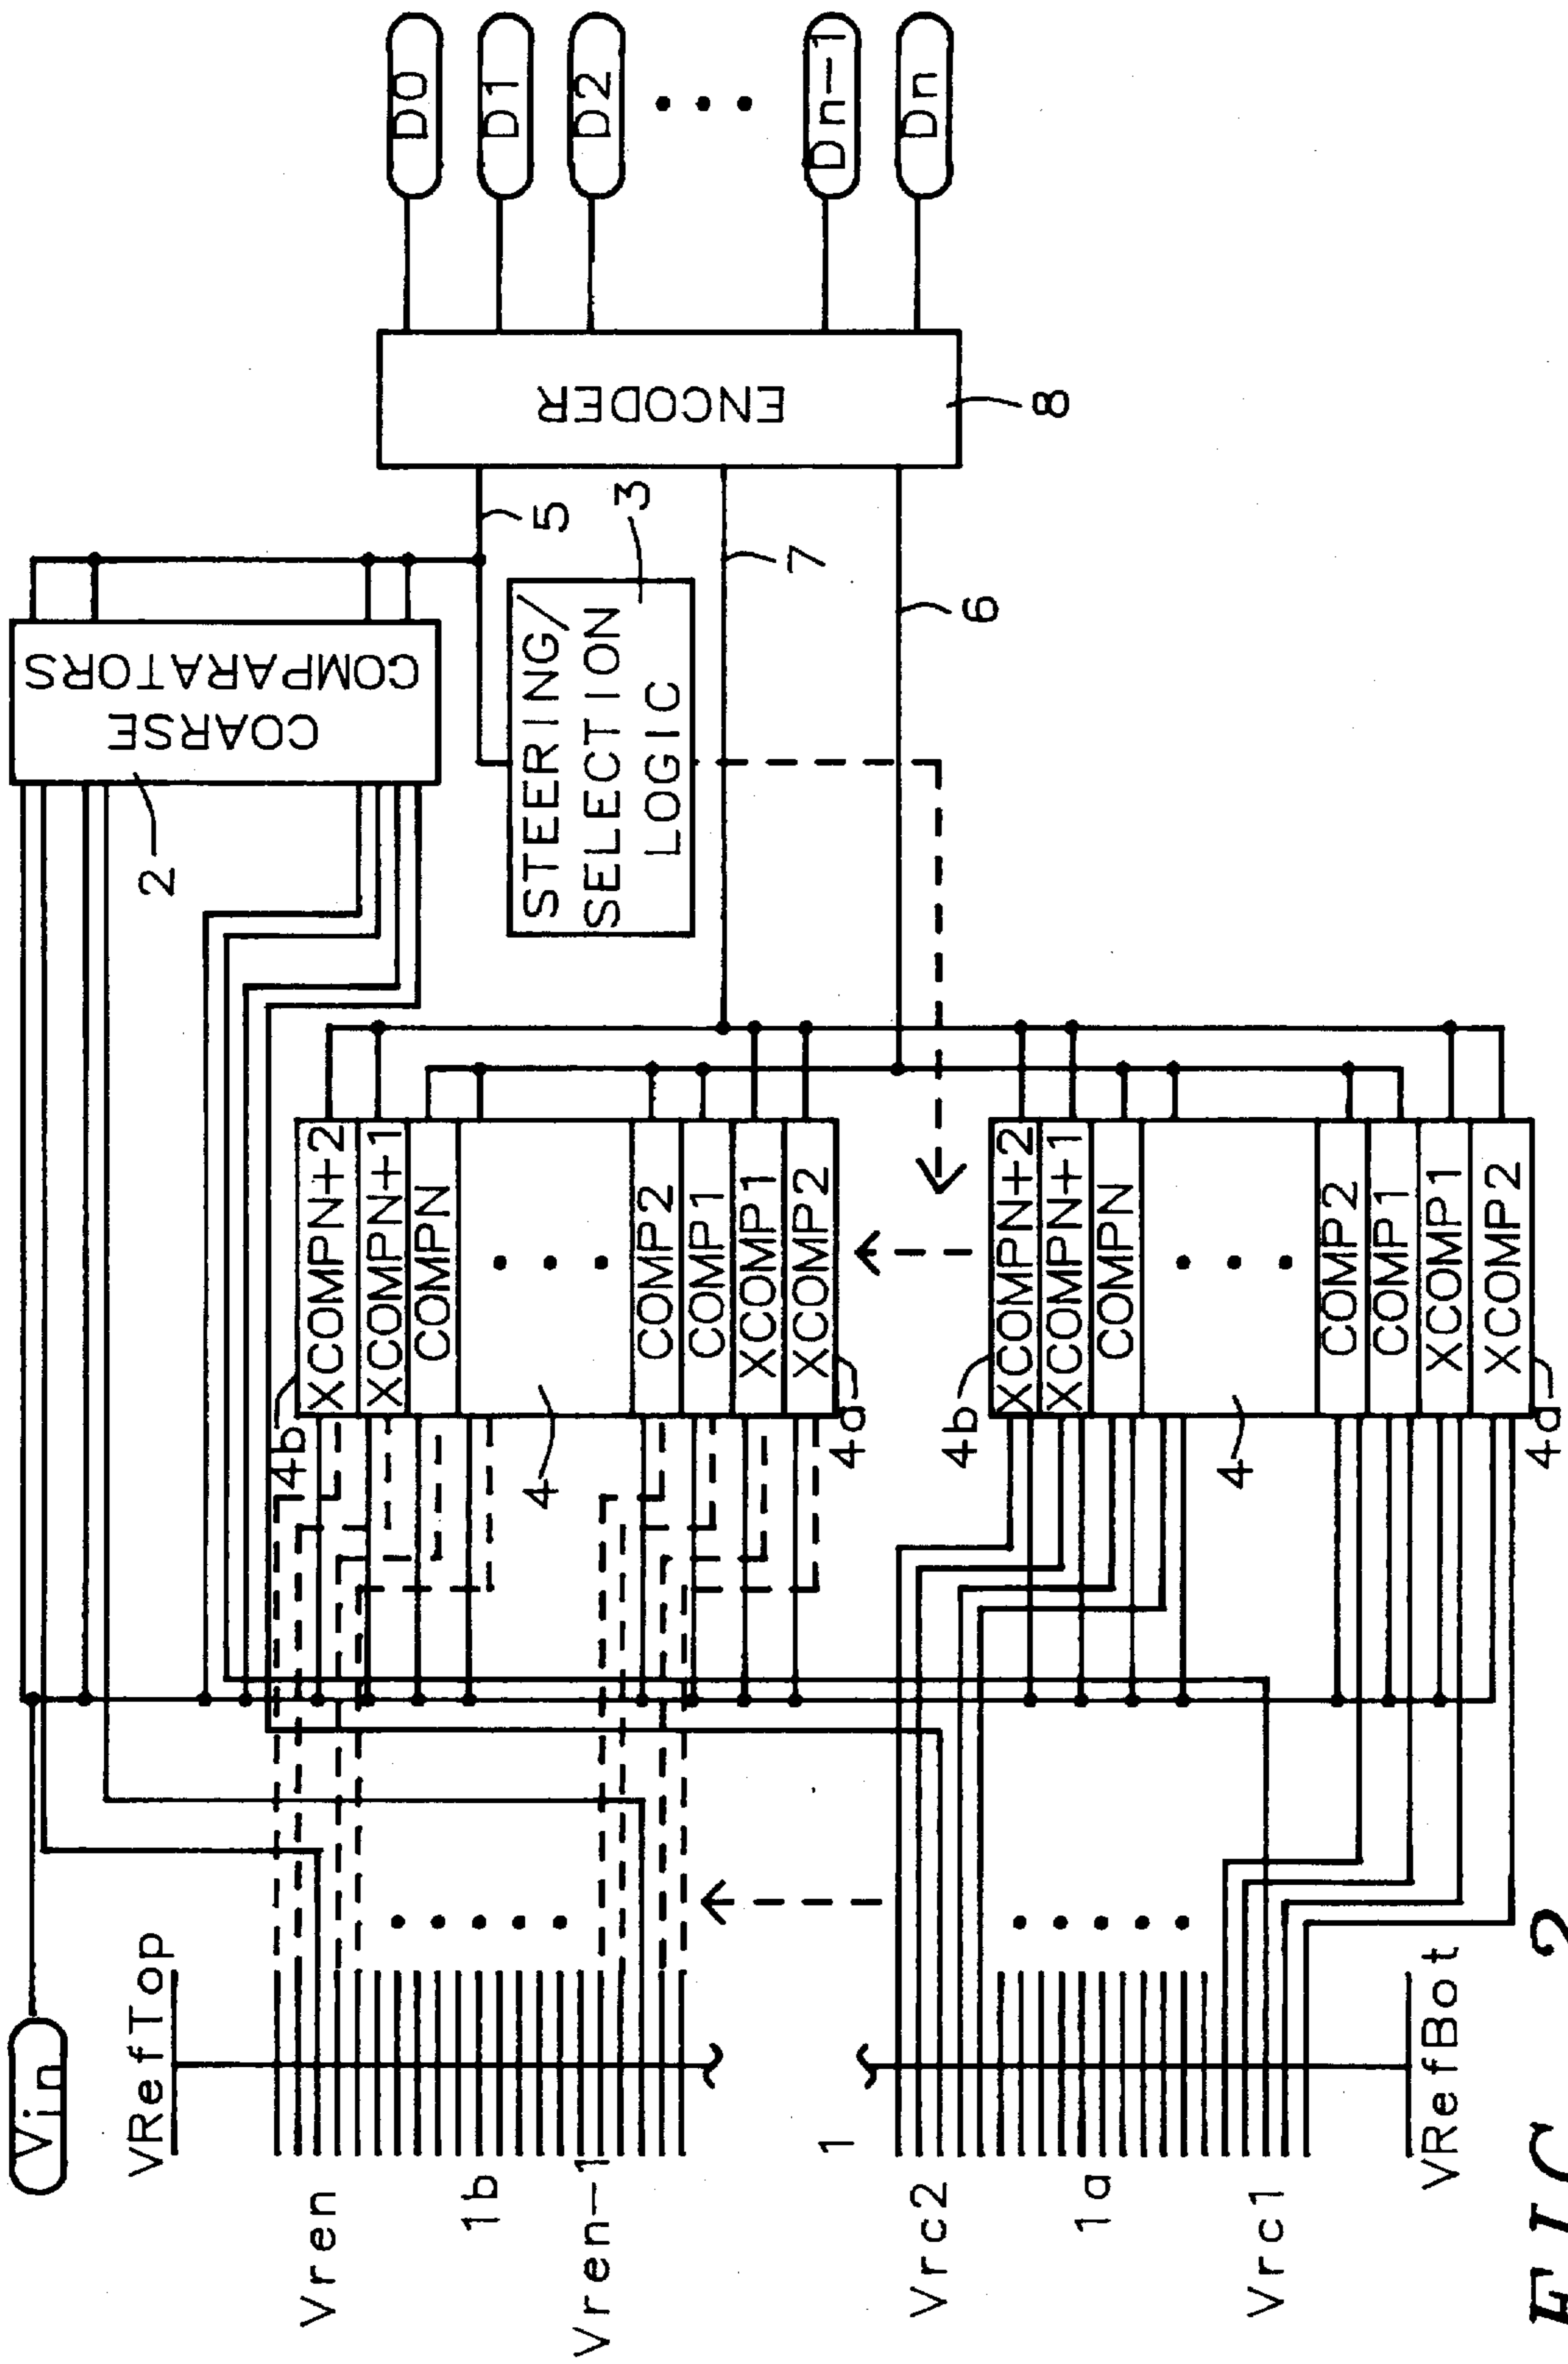 Vin
VRefTop
Vren
1b
Vren-1
1
Vrc2
1a
Vrc1
VRefBot
COARSE
COMPARATORS
2
4b
XCOMPN+2
XCOMPN+1
COMPN
4
COMP2
COMP1
XCOMP1
XCOMP2
4a
4b
XCOMPN+2
XCOMPN+1
COMPN
4
COMP2
COMP1
XCOMP1
XCOMP2
4a
STEERING/
SELECTION
LOGIC
3
5
7
6
ENCODER
8
D0
D1
D2
Dn-1
Dn
FIG. 2